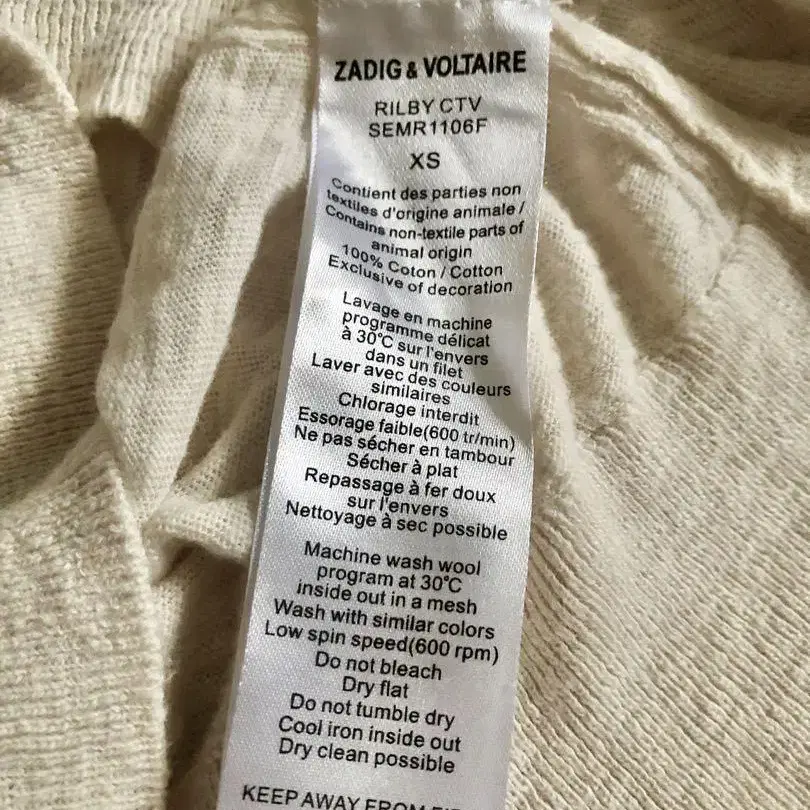 ZADIG & VOLTAIRE
RILBY CTV
SEMR1106F
XS
Contient des parties non
textiles d'origine animale /
Contains non-textile parts of
animal origin
100% Coton / Cotton
Exclusive of decoration
Lavage en machine
programme délicat
à 30°C sur l'envers
dans un filet
Laver avec des couleurs
similaires
Chlorage interdit
Essorage faible(600 tr/min)
Ne pas sécher en tambour
Sécher à plat
Repassage à fer doux
sur l'envers
Nettoyage à sec possible
Machine wash wool
program at 30°C
inside out in a mesh
Wash with similar colors
Low spin speed(600 rpm)
Do not bleach
Dry flat
Do not tumble dry
Cool iron inside out
Dry clean possible
KEEP AWAY FROM